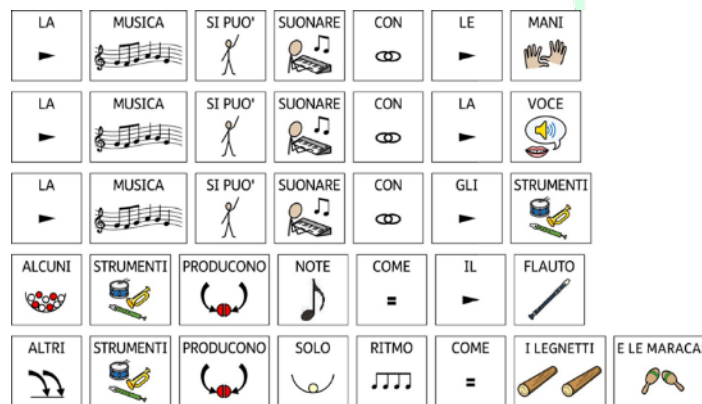 LA MUSICA SI PUO' SUONARE CON LE MANI
LA MUSICA SI PUO' SUONARE CON LA VOCE
LA MUSICA SI PUO' SUONARE CON GLI STRUMENTI
ALCUNI STRUMENTI PRODUCONO NOTE COME IL FLAUTO
ALTRI STRUMENTI PRODUCONO SOLO RITMO COME I LEGNETTI E LE MARACAS